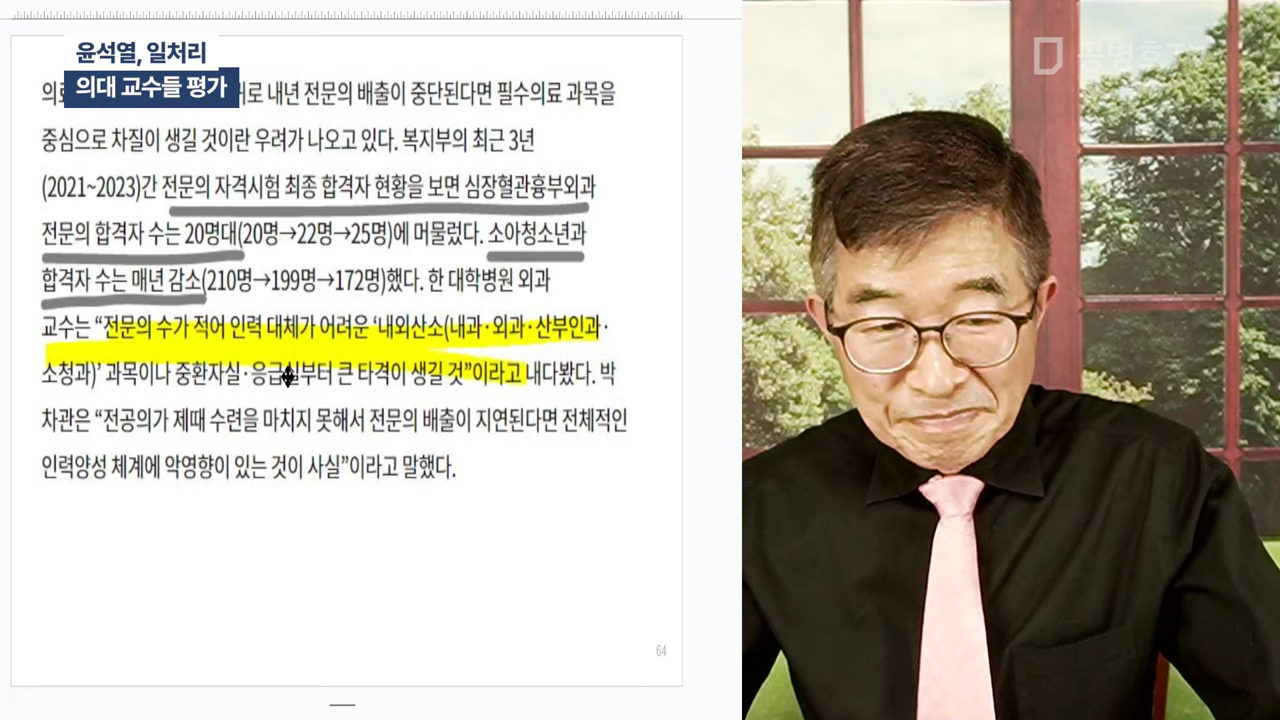 윤석열, 일처리
의대 교수들 평가
내년 전문의 배출이 중단된다면 필수의료 과목을
중심으로 차질이 생길 것이란 우려가 나오고 있다. 복지부의 최근 3년
(2021~2023)간 전문의 자격시험 최종 합격자 현황을 보면 심장혈관흉부외과
전문의 합격자 수는 20명대(20명→22명→25명)에 머물렀다. 소아청소년과
합격자 수는 매년 감소(210명→199명→172명)했다. 한 대학병원 외과
교수는 “전문의 수가 적어 인력 대체가 어려운 ‘내외산소(내과·외과·산부인과·
소청과)’ 과목이나 중환자실·응급실부터 큰 타격이 생길 것”이라고 내다봤다. 박
차관은 “전공의가 제때 수련을 마치지 못해서 전문의 배출이 지연된다면 전체적인
인력양성 체계에 악영향이 있는 것이 사실”이라고 말했다.
64
공병호TV